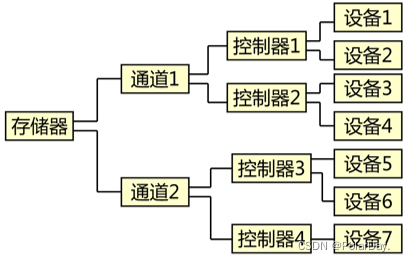 存储器
通道1
通道2
控制器1
控制器2
控制器3
控制器4
设备1
设备2
设备3
设备4
设备5
设备6
设备7
CSDN @PolarDay.